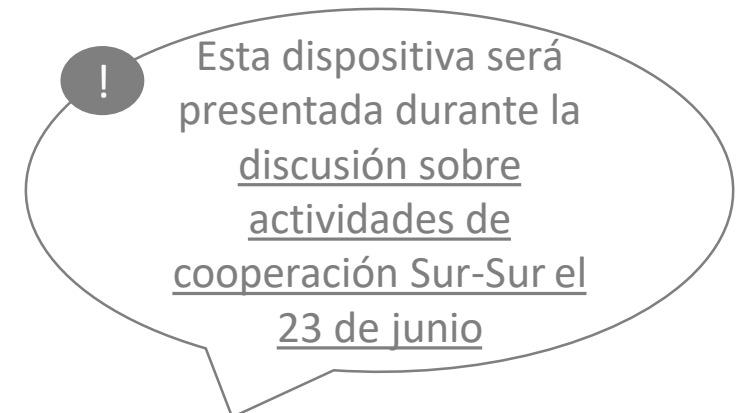 !
Esta dispositiva será
presentada durante la
discusión sobre
actividades de
cooperación Sur-Sur el
23 de junio